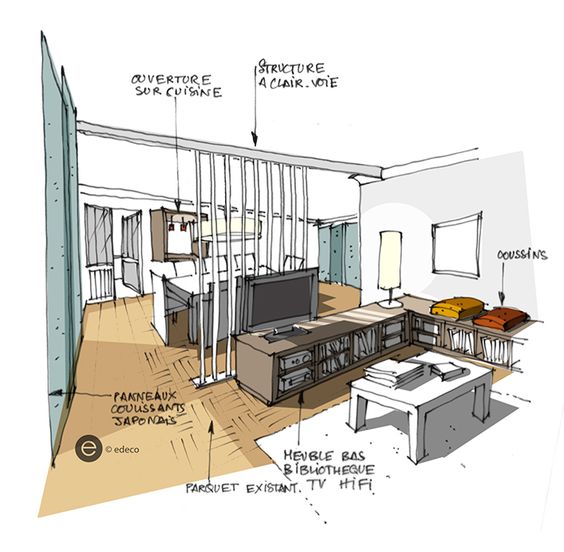 OUVERTURE
SUR CUISINE
STRUCTURE
A CLAIR-VOIE
COUSSINS
PANNEAUX
COULISSANTS
JAPONAIS
e © edeco
MEUBLE BAS
BIBLIOTHEQUE
TV HiFi
PARQUET EXISTANT.